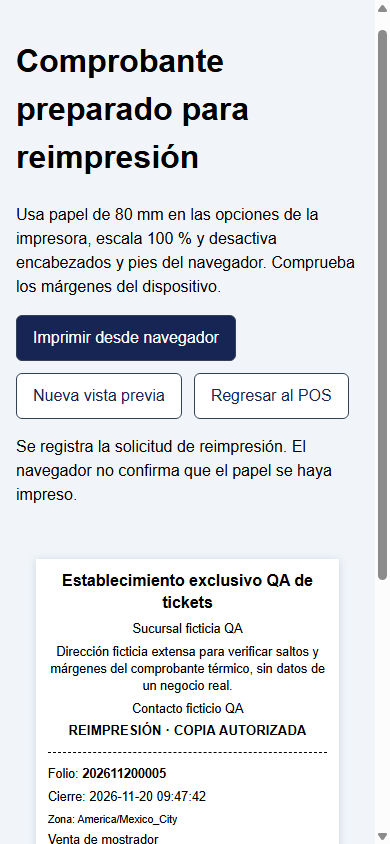 Comprobante
preparado para
reimpresión
Usa papel de 80 mm en las opciones de la
impresora, escala 100 % y desactiva
encabezados y pies del navegador. Comprueba
los márgenes del dispositivo.
Imprimir desde navegador
Nueva vista previa
Regresar al POS
Se registra la solicitud de reimpresión. El
navegador no confirma que el papel se haya
impreso.
Establecimiento exclusivo QA de
tickets
Sucursal ficticia QA
Dirección ficticia extensa para verificar saltos y
márgenes del comprobante térmico, sin datos de
un negocio real.
Contacto ficticio QA
REIMPRESIÓN · COPIA AUTORIZADA
Folio: 202611200005
Cierre: 2026-11-20 09:47:42
Zona: America/Mexico_City
Venta de mostrador